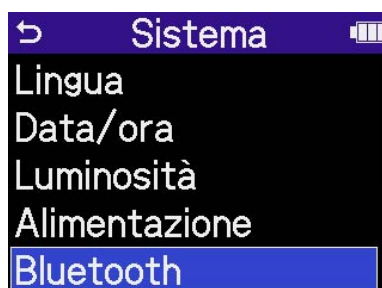 Sistema
Lingua
Data/ora
Luminosità
Alimentazione
Bluetooth